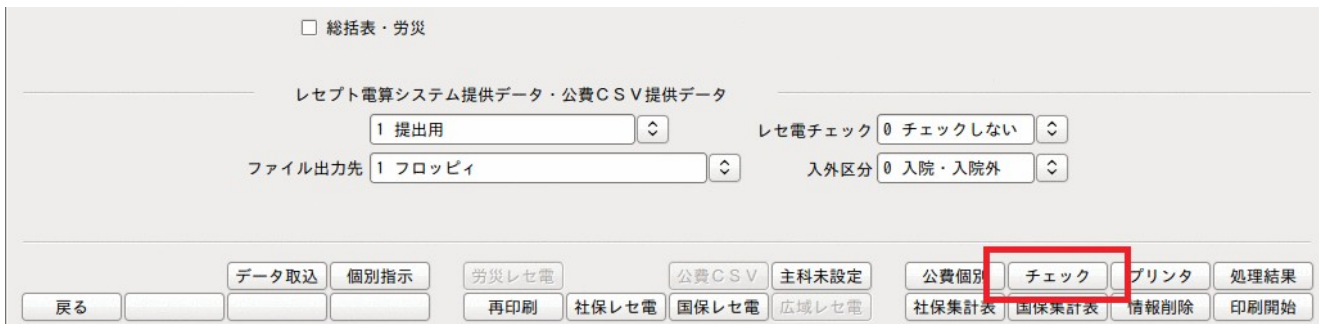 総括表・労災
レセプト電算システム提供データ・公費CSV提供データ
1 提出用 レセ電チェック 0 チェックしない
ファイル出力先 1 フロッピィ 入外区分 0 入院・入院外
データ取込 個別指示 労災レセ電 公費CSV 主科未設定 公費個別 チェック プリンタ 処理結果
戻る 再印刷 社保レセ電 国保レセ電 広域レセ電 社保集計表 国保集計表 情報削除 印刷開始